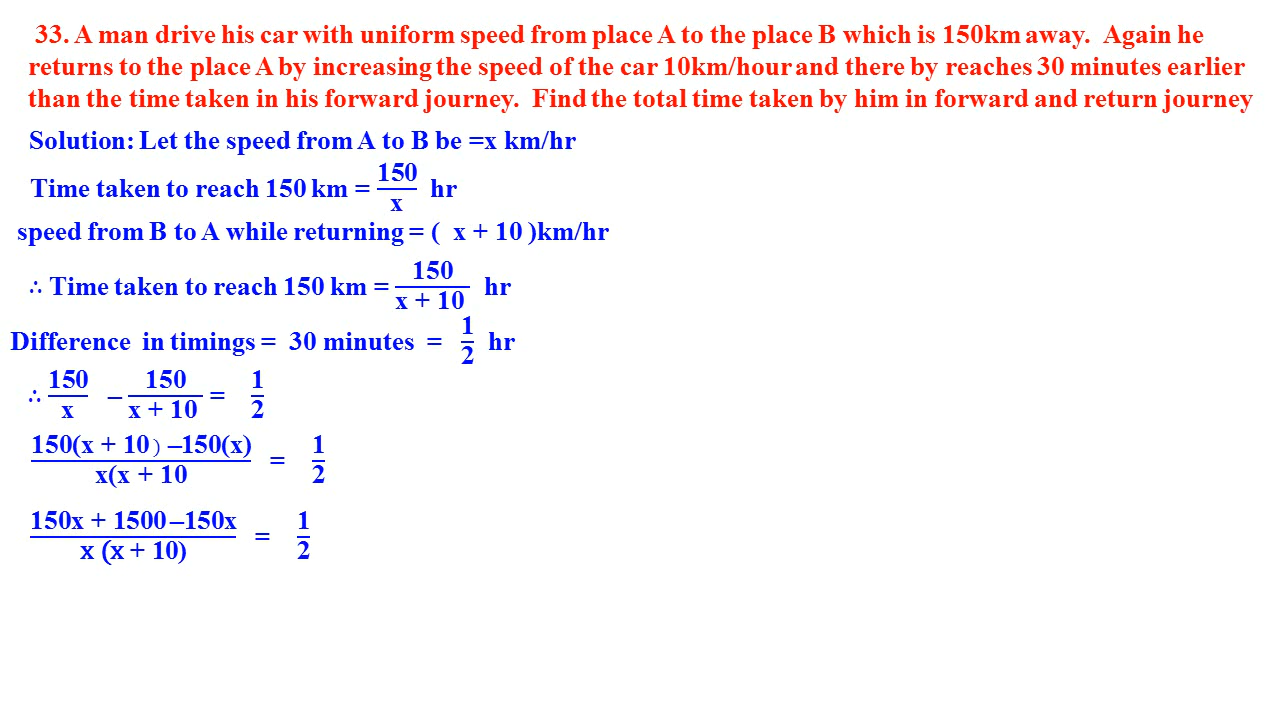 33. A man drive his car with uniform speed from place A to the place B which is 150km away. Again he
returns to the place A by increasing the speed of the car 10km/hour and there by reaches 30 minutes earlier
than the time taken in his forward journey. Find the total time taken by him in forward and return journey
Solution: Let the speed from A to B be =x km/hr
Time taken to reach 150 km = 150/x hr
speed from B to A while returning = ( x + 10 )km/hr
∴ Time taken to reach 150 km = 150/x + 10 hr
Difference in timings = 30 minutes = 1/2 hr
∴ 150/x – 150/x + 10 = 1/2
150(x + 10) –150(x)/x(x + 10 = 1/2
150x + 1500 –150x/x (x + 10) = 1/2